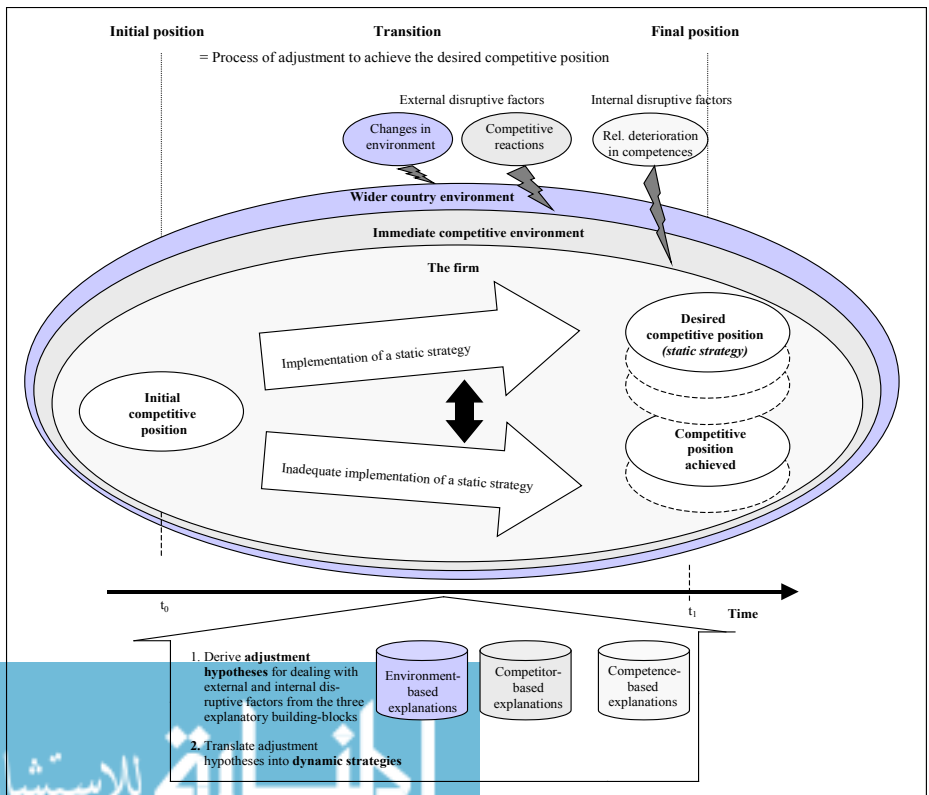 Initial position
Transition
Final position
= Process of adjustment to achieve the desired competitive position
External disruptive factors
Internal disruptive factors
Changes in
environment
Competitive
reactions
Rel. deterioration
in competences
Wider country environment
Immediate competitive environment
The firm
Implementation of a static strategy
Desired
competitive position
(static strategy)
Initial
competitive
position
Inadequate implementation of a static strategy
Competitive
position
achieved
t0
t1
Time
1. Derive adjustment
hypotheses for dealing with
external and internal dis-
ruptive factors from the three
explanatory building-blocks
Environment-
based
explanations
Competitor-
based
explanations
Competence-
based
explanations
2. Translate adjustment
hypotheses into dynamic strategies